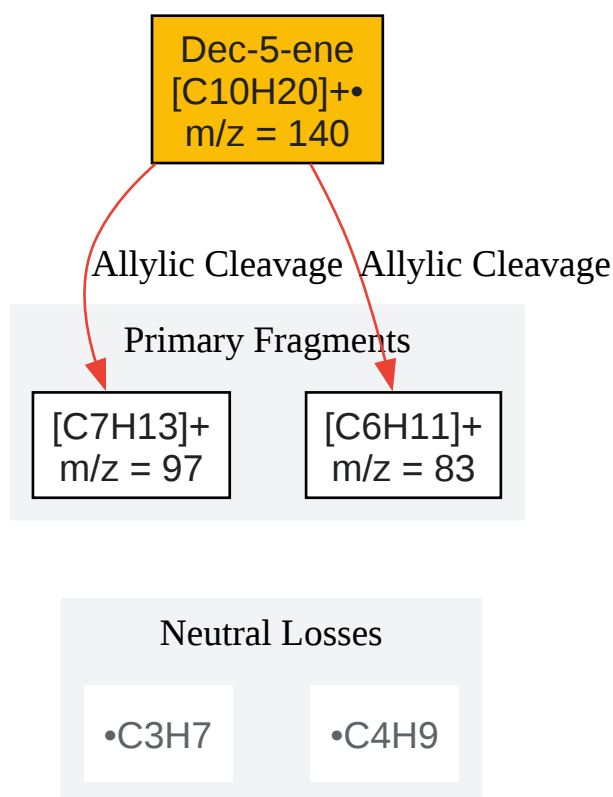 Dec-5-ene
[C10H20]+•
m/z = 140
Allylic Cleavage Allylic Cleavage
Primary Fragments
[C7H13]+
m/z = 97
[C6H11]+
m/z = 83
Neutral Losses
•C3H7
•C4H9